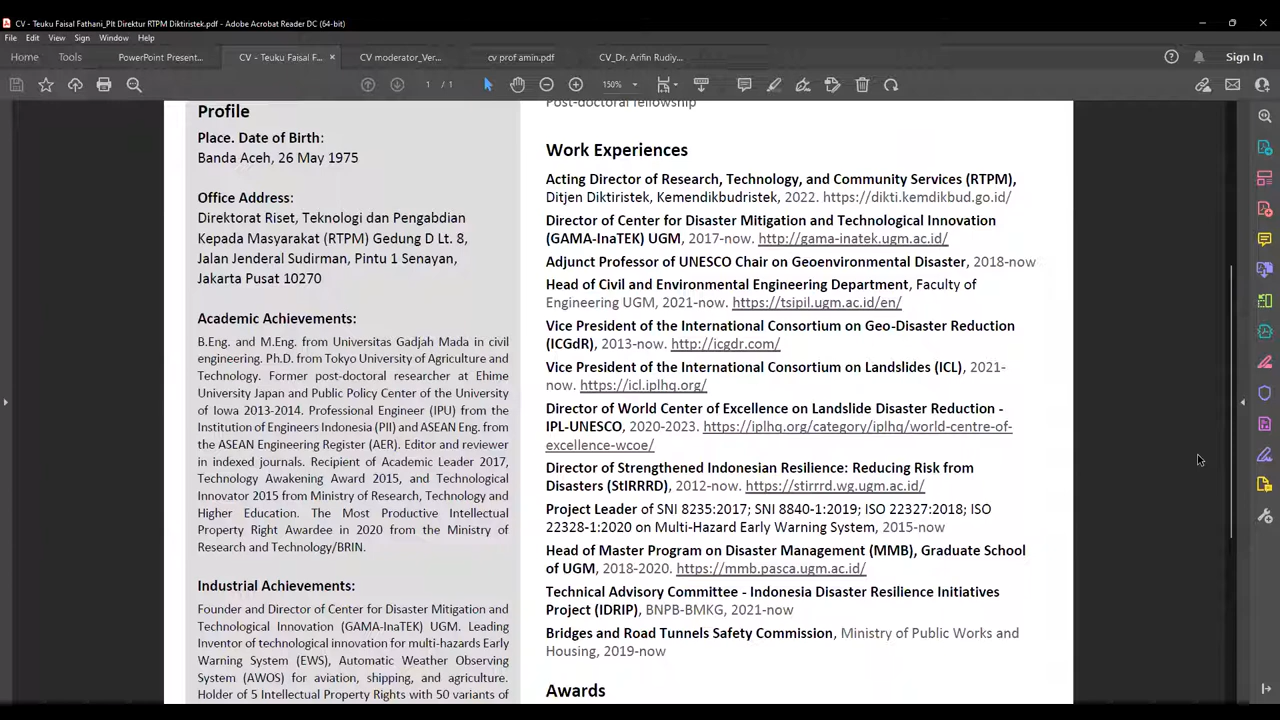 CV - Teuku Faisal Fathani_Plt Direktur RTPM Diktiristek.pdf - Adobe Acrobat Reader DC (64-bit)
File Edit View Sign Window Help
Home Tools PowerPoint Present... CV - Teuku Faisal F... × CV moderator_Ver... cv prof amin.pdf CV_Dr. Arifin Rudiy... Sign In
1 / 1 150%
Profile
Place. Date of Birth:
Banda Aceh, 26 May 1975
Office Address:
Direktorat Riset, Teknologi dan Pengabdian
Kepada Masyarakat (RTPM) Gedung D Lt. 8,
Jalan Jenderal Sudirman, Pintu 1 Senayan,
Jakarta Pusat 10270
Academic Achievements:
B.Eng. and M.Eng. from Universitas Gadjah Mada in civil
engineering. Ph.D. from Tokyo University of Agriculture and
Technology. Former post-doctoral researcher at Ehime
University Japan and Public Policy Center of the University
of Iowa 2013-2014. Professional Engineer (IPU) from the
Institution of Engineers Indonesia (PII) and ASEAN Eng. from
the ASEAN Engineering Register (AER). Editor and reviewer
in indexed journals. Recipient of Academic Leader 2017,
Technology Awakening Award 2015, and Technological
Innovator 2015 from Ministry of Research, Technology and
Higher Education. The Most Productive Intellectual
Property Right Awardee in 2020 from the Ministry of
Research and Technology/BRIN.
Industrial Achievements:
Founder and Director of Center for Disaster Mitigation and
Technological Innovation (GAMA-InaTEK) UGM. Leading
Inventor of technological innovation for multi-hazards Early
Warning System (EWS), Automatic Weather Observing
System (AWOS) for aviation, shipping, and agriculture.
Holder of 5 Intellectual Property Rights with 50 variants of
Post-doctoral fellowship
Work Experiences
Acting Director of Research, Technology, and Community Services (RTPM),
Ditjen Diktiristek, Kemendikbudristek, 2022. https://dikti.kemdikbud.go.id/
Director of Center for Disaster Mitigation and Technological Innovation
(GAMA-InaTEK) UGM, 2017-now. http://gama-inatek.ugm.ac.id/
Adjunct Professor of UNESCO Chair on Geoenvironmental Disaster, 2018-now
Head of Civil and Environmental Engineering Department, Faculty of
Engineering UGM, 2021-now. https://tsipil.ugm.ac.id/en/
Vice President of the International Consortium on Geo-Disaster Reduction
(ICGdR), 2013-now. http://icgdr.com/
Vice President of the International Consortium on Landslides (ICL), 2021-
now. https://icl.iplhq.org/
Director of World Center of Excellence on Landslide Disaster Reduction -
IPL-UNESCO, 2020-2023. https://iplhq.org/category/iplhq/world-centre-of-
excellence-wcoe/
Director of Strengthened Indonesian Resilience: Reducing Risk from
Disasters (StIRRRD), 2012-now. https://stirrrd.wg.ugm.ac.id/
Project Leader of SNI 8235:2017; SNI 8840-1:2019; ISO 22327:2018; ISO
22328-1:2020 on Multi-Hazard Early Warning System, 2015-now
Head of Master Program on Disaster Management (MMB), Graduate School
of UGM, 2018-2020. https://mmb.pasca.ugm.ac.id/
Technical Advisory Committee - Indonesia Disaster Resilience Initiatives
Project (IDRIP), BNPB-BMKG, 2021-now
Bridges and Road Tunnels Safety Commission, Ministry of Public Works and
Housing, 2019-now
Awards